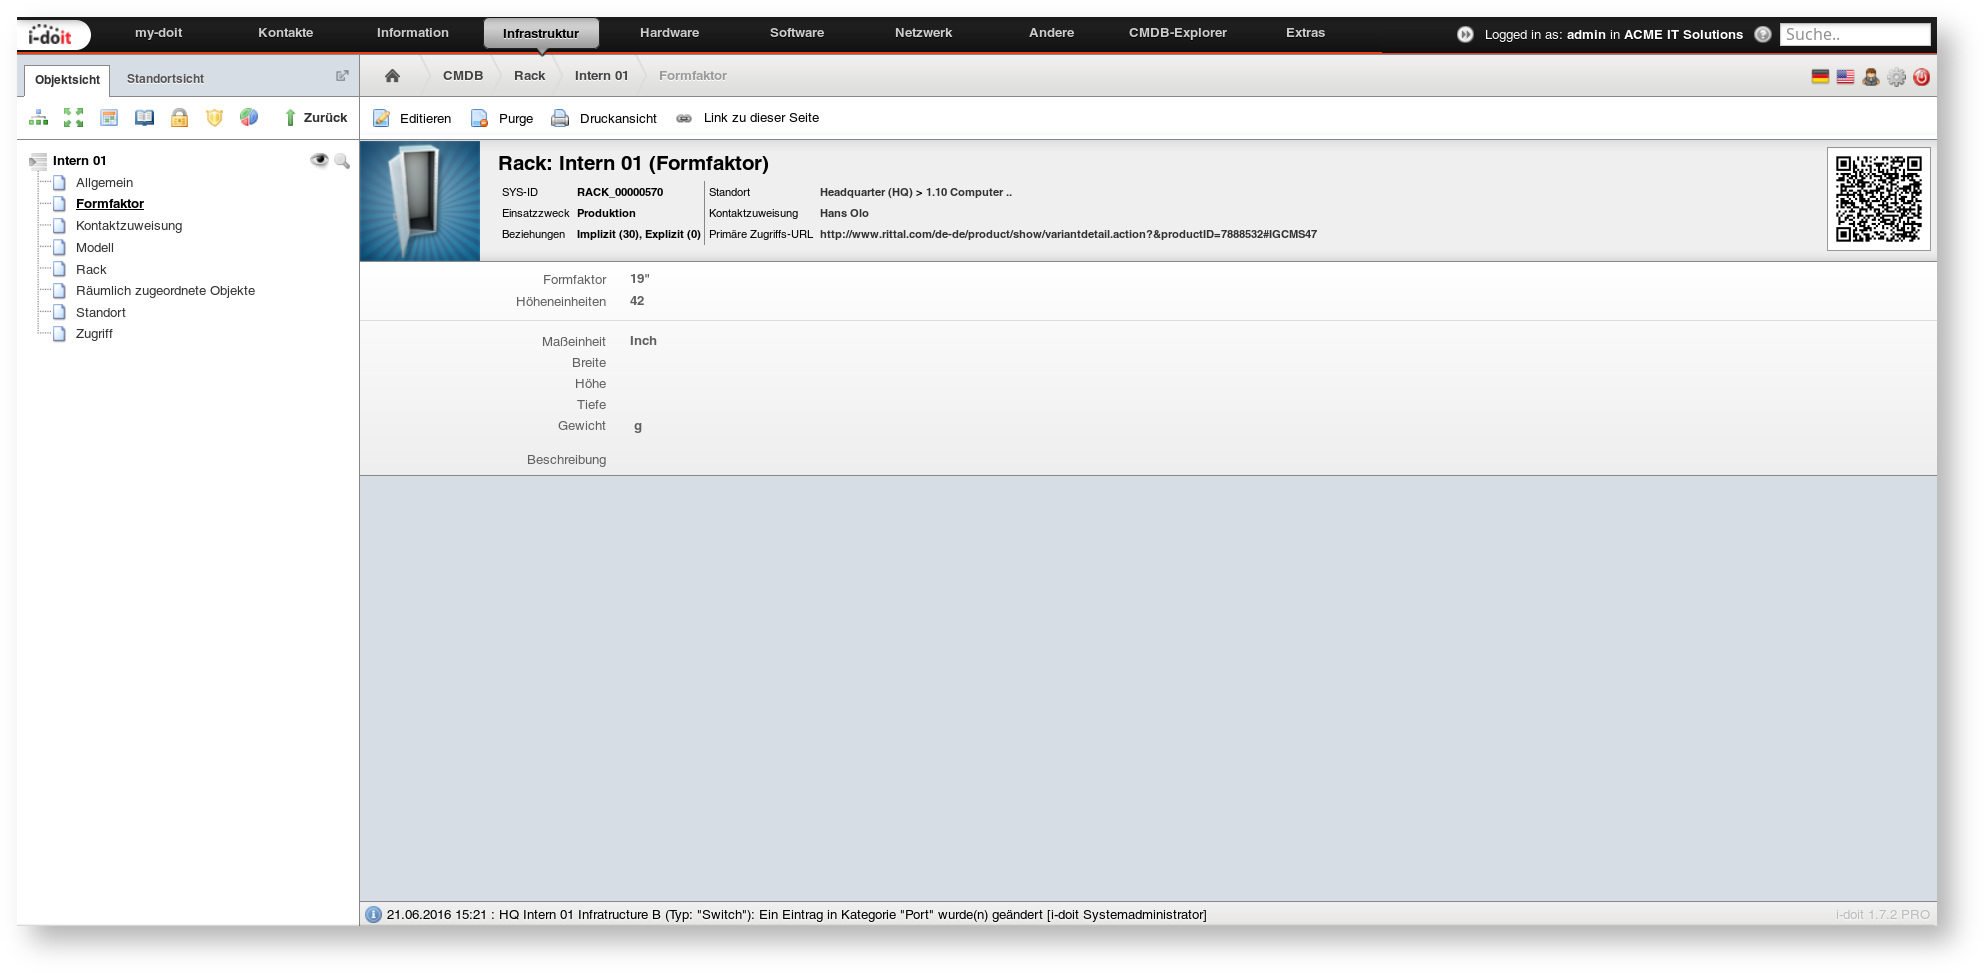 i-doit my-doit Kontakte Information Infrastruktur Hardware Software Netzwerk Andere CMDB-Explorer Extras Logged in as: admin in ACME IT Solutions ? Suche..
Objektsicht Standortsicht
CMDB Rack Intern 01 Formfaktor
Zurück
Editieren Purge Druckansicht Link zu dieser Seite
Intern 01
Allgemein
Formfaktor
Kontaktzuweisung
Modell
Rack
Räumlich zugeordnete Objekte
Standort
Zugriff
Rack: Intern 01 (Formfaktor)
SYS-ID RACK_00000570 Standort Headquarter (HQ) > 1.10 Computer ..
Einsatzzweck Produktion Kontaktzuweisung Hans Olo
Beziehungen Implizit (30), Explizit (0) Primäre Zugriffs-URL http://www.rittal.com/de-de/product/show/variantdetail.action?&productID=7888532#IGCMS47
Formfaktor 19"
Höheneinheiten 42
Maßeinheit Inch
Breite
Höhe
Tiefe
Gewicht g
Beschreibung
21.06.2016 15:21 : HQ Intern 01 Infratructure B (Typ: "Switch"): Ein Eintrag in Kategorie "Port" wurde(n) geändert [i-doit Systemadministrator]
i-doit 1.7.2 PRO